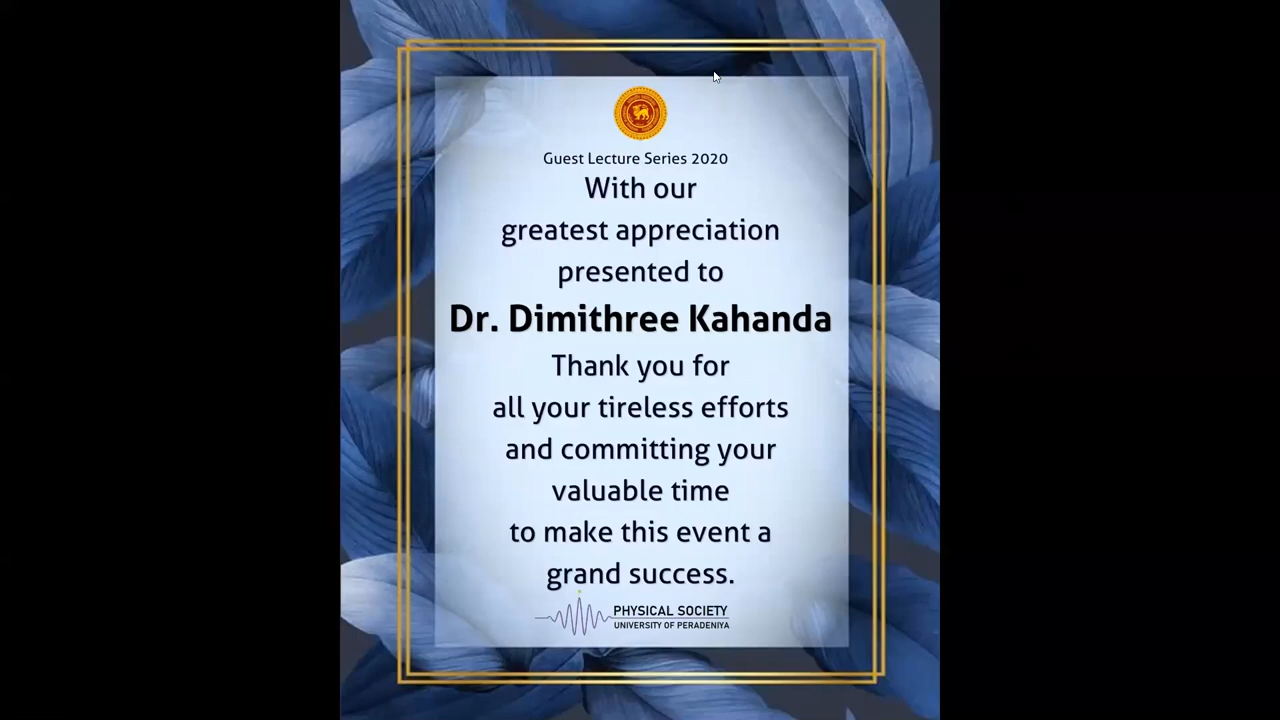 Guest Lecture Series 2020
With our
greatest appreciation
presented to
Dr. Dimithree Kahanda
Thank you for
all your tireless efforts
and committing your
valuable time
to make this event a
grand success.
PHYSICAL SOCIETY
UNIVERSITY OF PERADENIYA